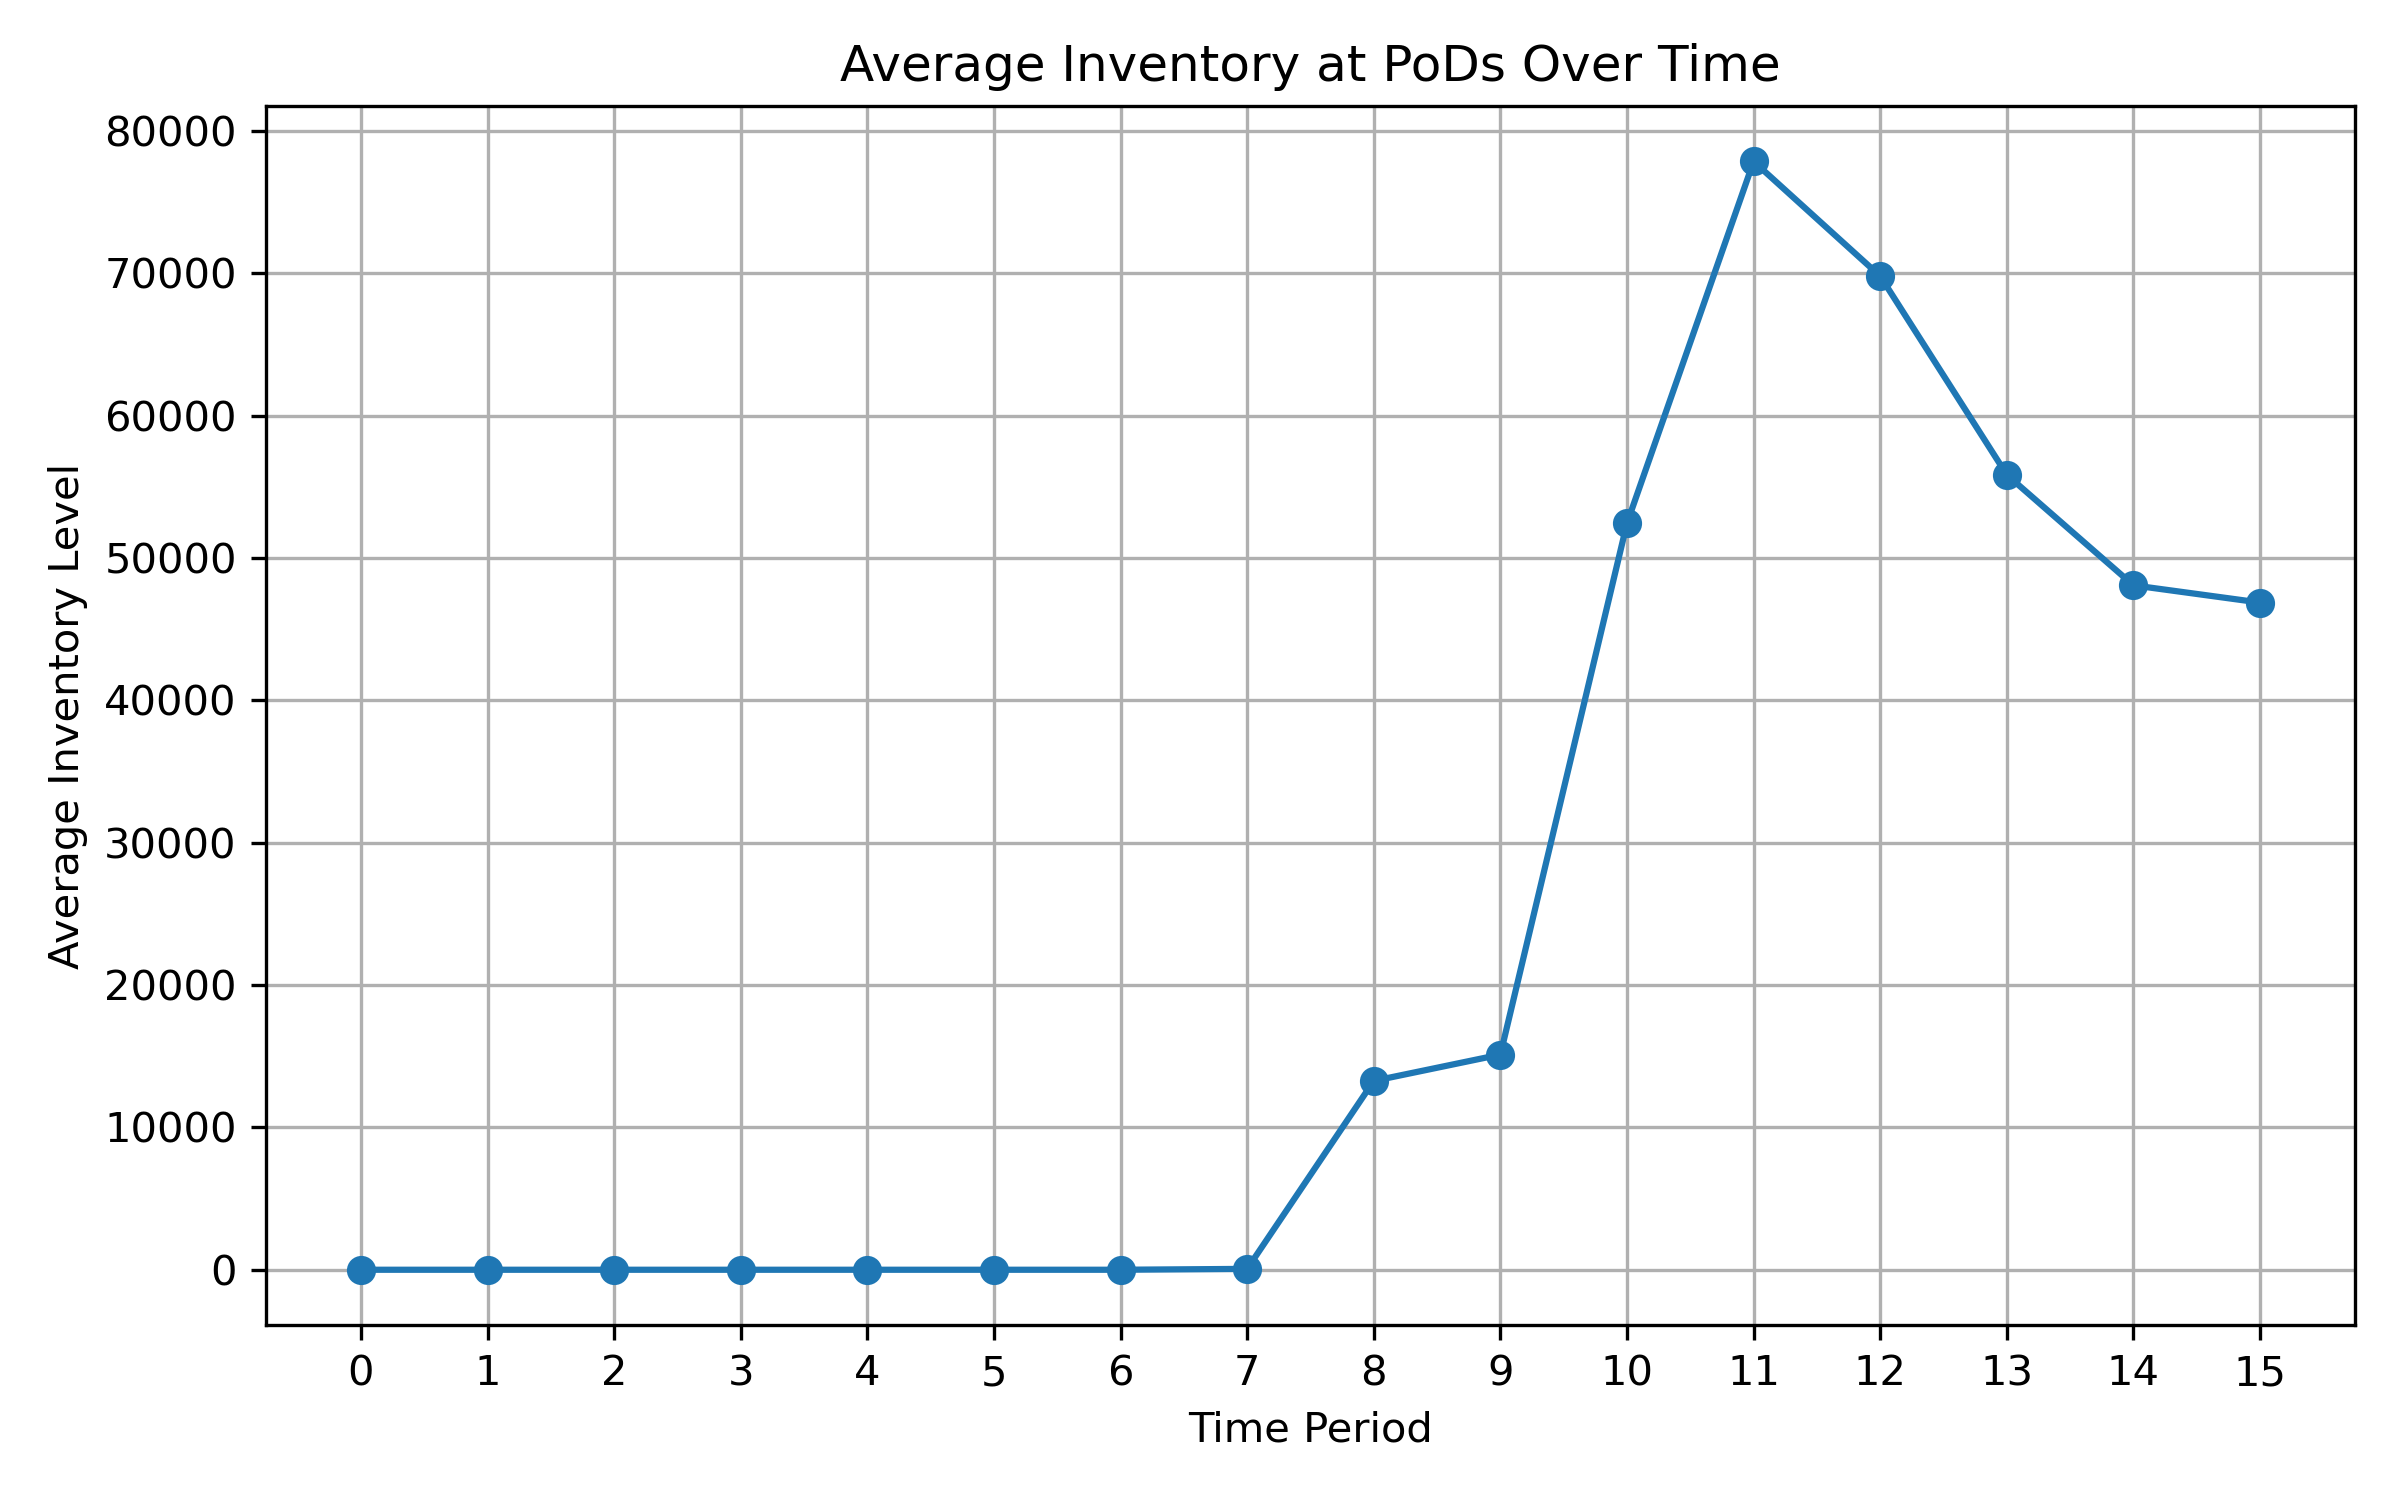 Average Inventory at PoDs Over Time
80000
70000
60000
50000
40000
30000
20000
10000
0
Average Inventory Level
0 1 2 3 4 5 6 7 8 9 10 11 12 13 14 15
Time Period